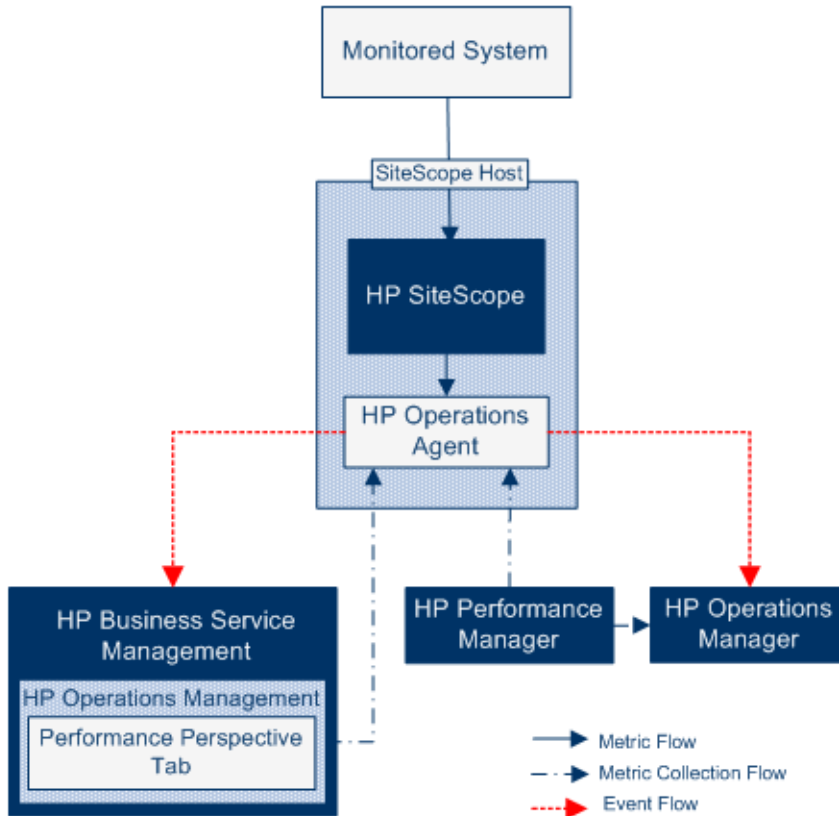 Monitored System
SiteScope Host
HP SiteScope
HP Operations
Agent
HP Business Service
Management
HP Operations Management
Performance Perspective
Tab
HP Performance
Manager
HP Operations
Manager
Metric Flow
Metric Collection Flow
Event Flow